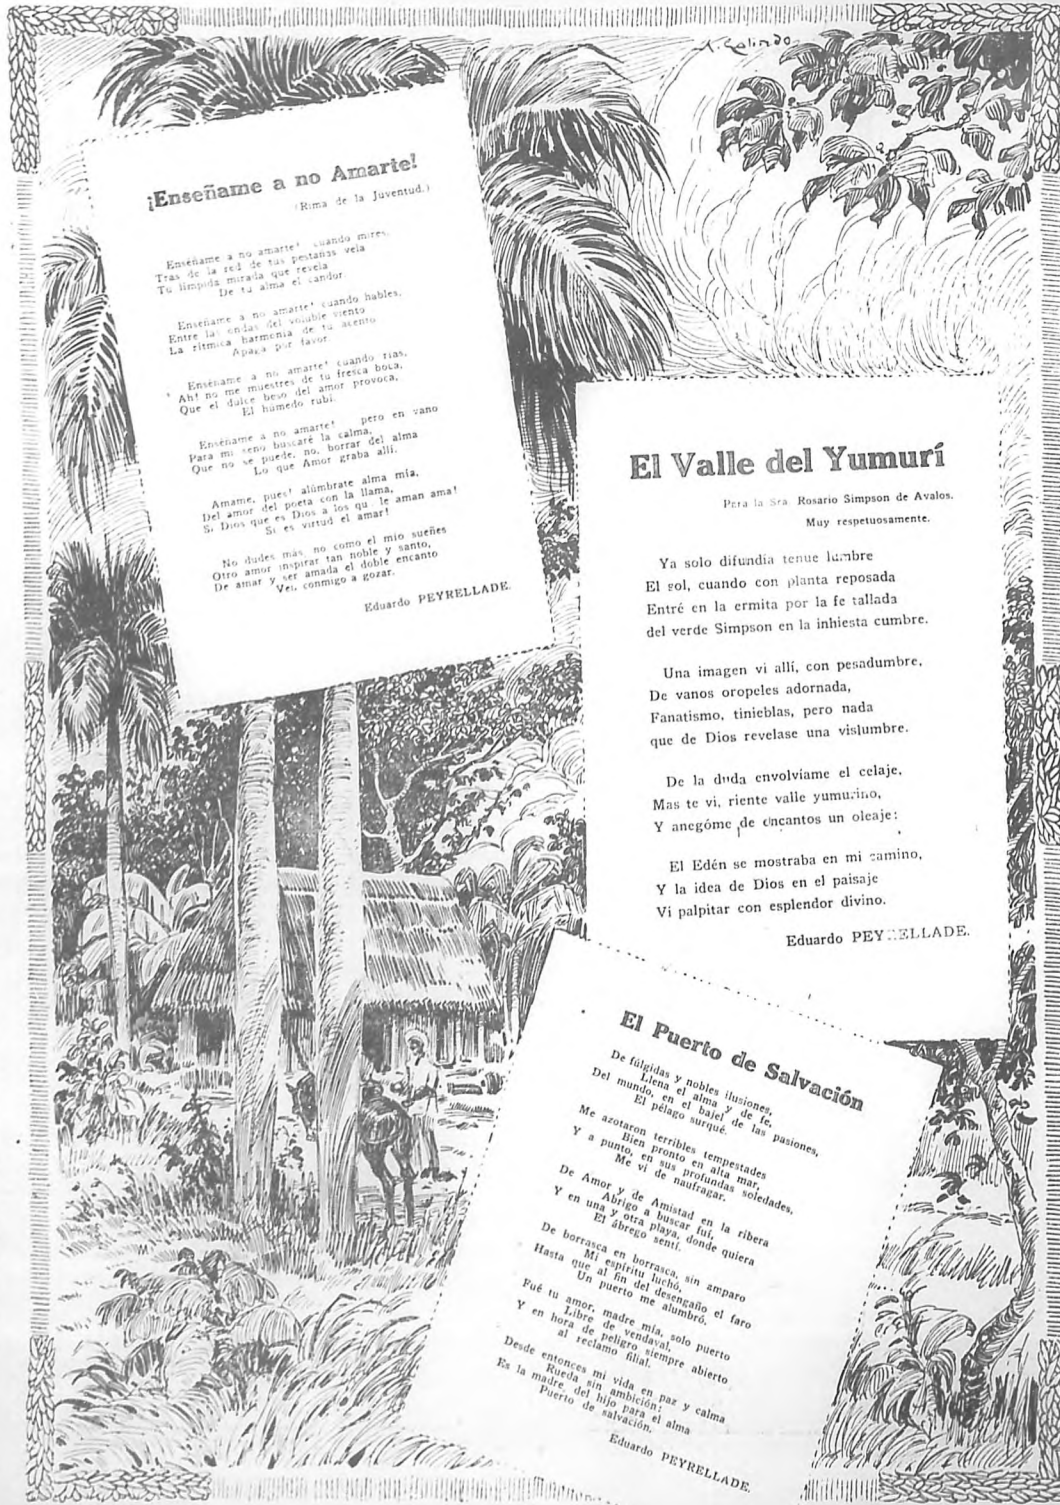 ¡Enseñame a no Amarte!
(Rima de la Juventud.)
Enséñame a no amarte! cuando mires,
Tras de la red de tus pestañas vela
Tu límpida mirada que revela
De tu alma el candor.
Enseñame a no amarte! cuando hables,
Entre las ondas del voluble viento
La rítmica harmonía de tu acento
Apaga por favor.
Enséñame a no amarte! cuando rías,
Ah! no me muestres de tu fresca boca,
Que el dulce beso del amor provoca,
El húmedo rubí.
Enséñame a no amarte! pero en vano
Para mi seno buscaré la calma,
Que no se puede, no, borrar del alma
Lo que Amor graba allí.
Amame, pues! alúmbrate alma mía,
Del amor del poeta con la llama,
Si Dios que es Dios a los qu. le aman ama!
Si es virtud el amar!
No dudes más, no como el mío sueñes
Otro amor inspirar tan noble y santo,
De amar y ser amada el doble encanto
Ven conmigo a gozar.
Eduardo PEYRELLADE.
A. Galindo
El Valle del Yumurí
Para la Sra. Rosario Simpson de Avalos.
Muy respetuosamente.
Ya solo difundía tenue lumbre
El sol, cuando con planta reposada
Entré en la ermita por la fe tallada
del verde Simpson en la inhiesta cumbre.
Una imagen vi allí, con pesadumbre,
De vanos oropeles adornada,
Fanatismo, tinieblas, pero nada
que de Dios revelase una vislumbre.
De la duda envolvíame el celaje,
Mas te vi, riente valle yumurino,
Y anegóme de encantos un oleaje:
El Edén se mostraba en mi camino,
Y la idea de Dios en el paisaje
Vi palpitar con esplendor divino.
Eduardo PEYRELLADE.
El Puerto de Salvación
De fúlgidas y nobles ilusiones,
Llena el alma y de fe,
Del mundo, en el bajel de las pasiones,
El piélago surqué.
Me azotaron terribles tempestades
Bien pronto en alta mar,
Y a punto, en sus profundas soledades,
Me ví de naufragar.
De Amor y de Amistad en la ribera
Abrigo a buscar fuí,
Y en una y otra playa, donde quiera
El ábrego sentí.
De borrasca en borrasca, sin amparo
Mi espíritu luchó,
Hasta que al fin del desengaño el faro
Un puerto me alumbró.
Fué tu amor, madre mía, solo puerto
Libre de vendaval,
Y en hora de peligro siempre abierto
al reclamo filial.
Desde entonces mi vida en paz y calma
Rueda sin ambición:
Es la madre, del hijo para el alma
Puerto de salvación.
Eduardo PEYRELLADE.